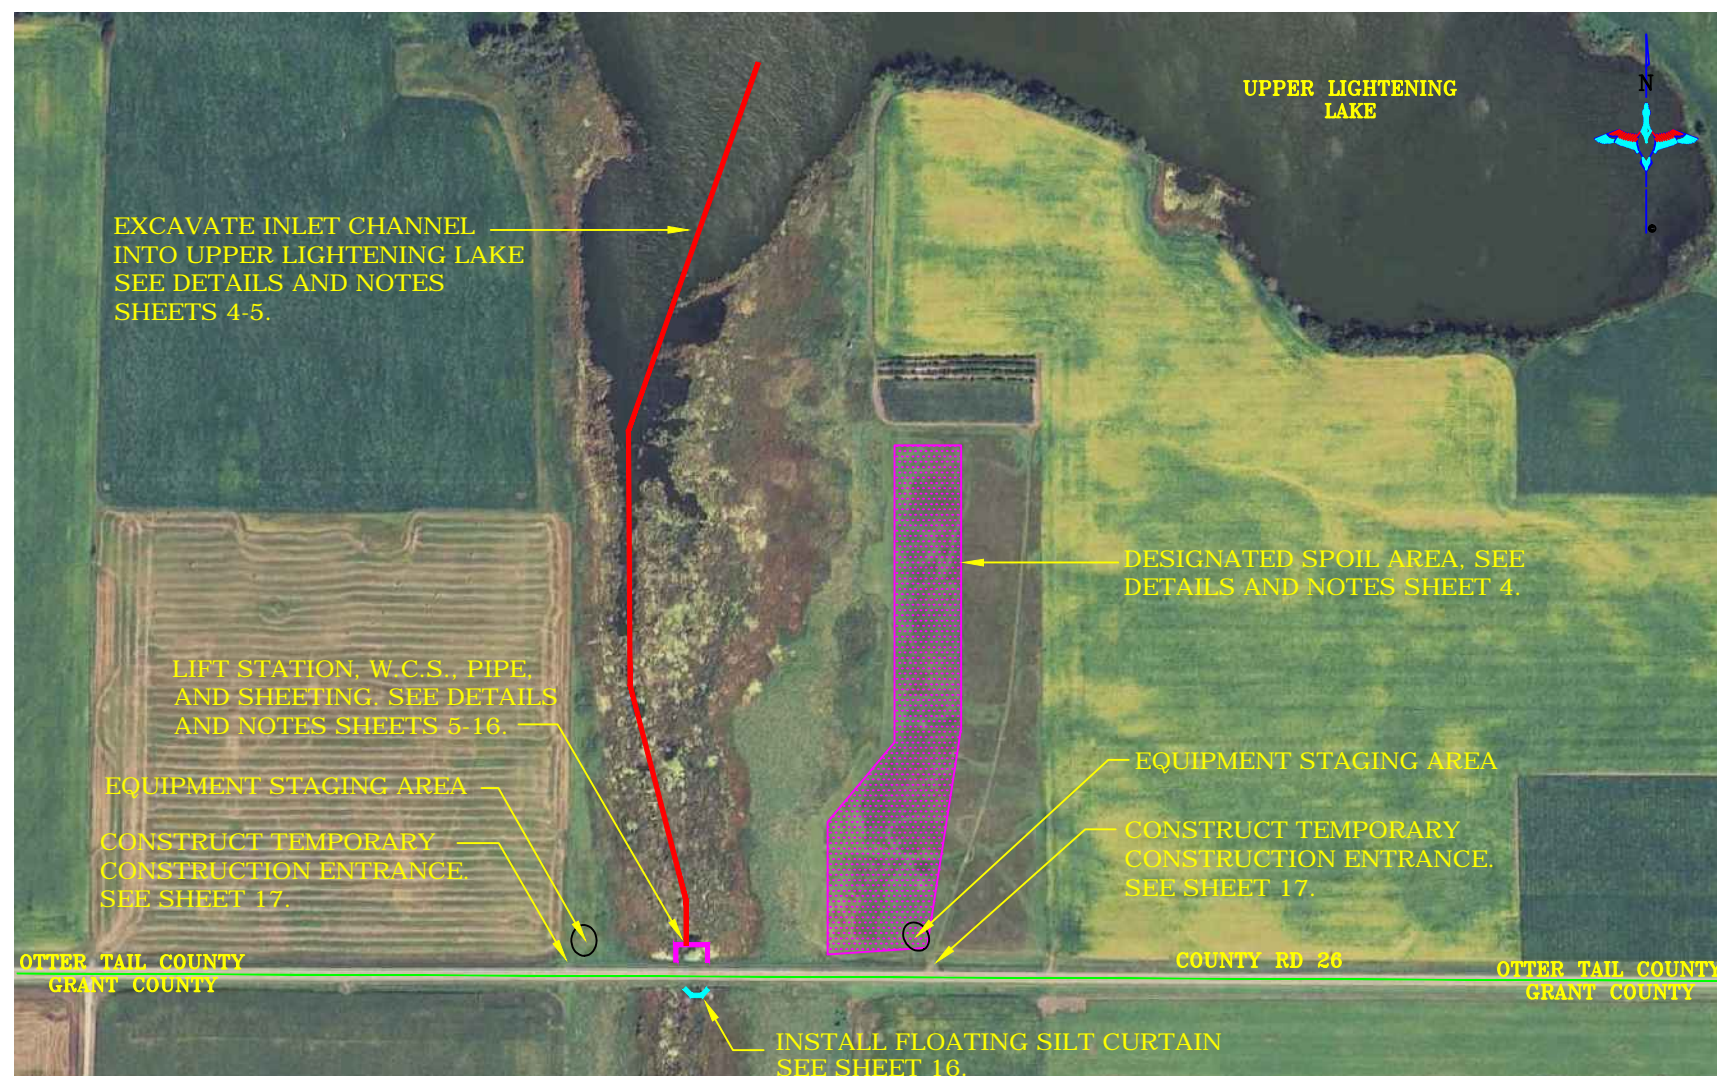 UPPER LIGHTENING
LAKE
N
EXCAVATE INLET CHANNEL
INTO UPPER LIGHTENING LAKE
SEE DETAILS AND NOTES
SHEETS 4-5.
DESIGNATED SPOIL AREA, SEE
DETAILS AND NOTES SHEET 4.
LIFT STATION, W.C.S., PIPE,
AND SHEETING. SEE DETAILS
AND NOTES SHEETS 5-16.
EQUIPMENT STAGING AREA
EQUIPMENT STAGING AREA
CONSTRUCT TEMPORARY
CONSTRUCTION ENTRANCE.
SEE SHEET 17.
CONSTRUCT TEMPORARY
CONSTRUCTION ENTRANCE.
SEE SHEET 17.
OTTER TAIL COUNTY
GRANT COUNTY
COUNTY RD 26
OTTER TAIL COUNTY
GRANT COUNTY
INSTALL FLOATING SILT CURTAIN
SEE SHEET 16.